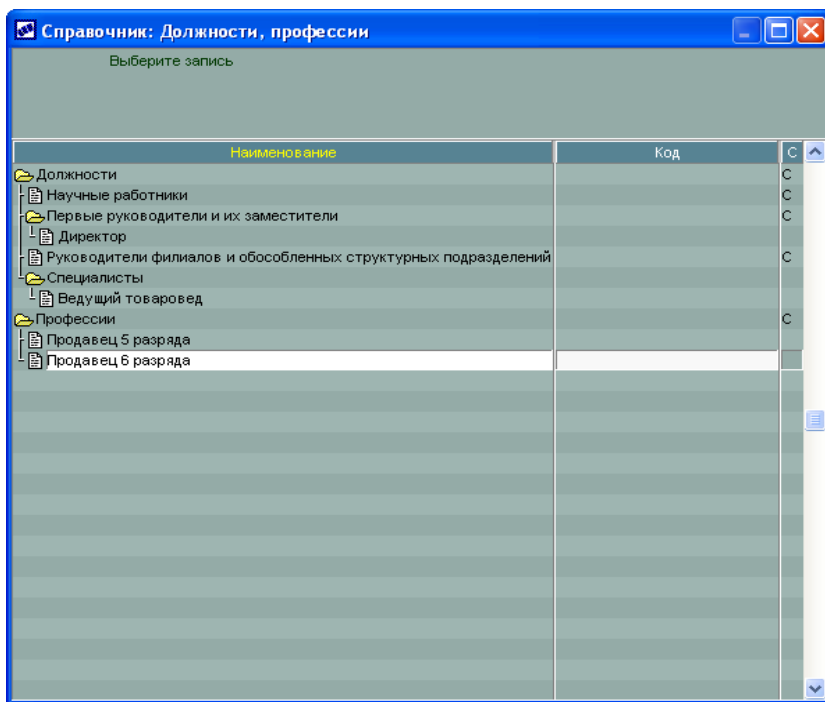 Справочник: Должности, профессии
Выберите запись
Наименование Код С
Должности С
Научные работники С
Первые руководители и их заместители С
Директор
Руководители филиалов и обособленных структурных подразделений С
Специалисты
Ведущий товаровед
Профессии С
Продавец 5 разряда
Продавец 6 разряда